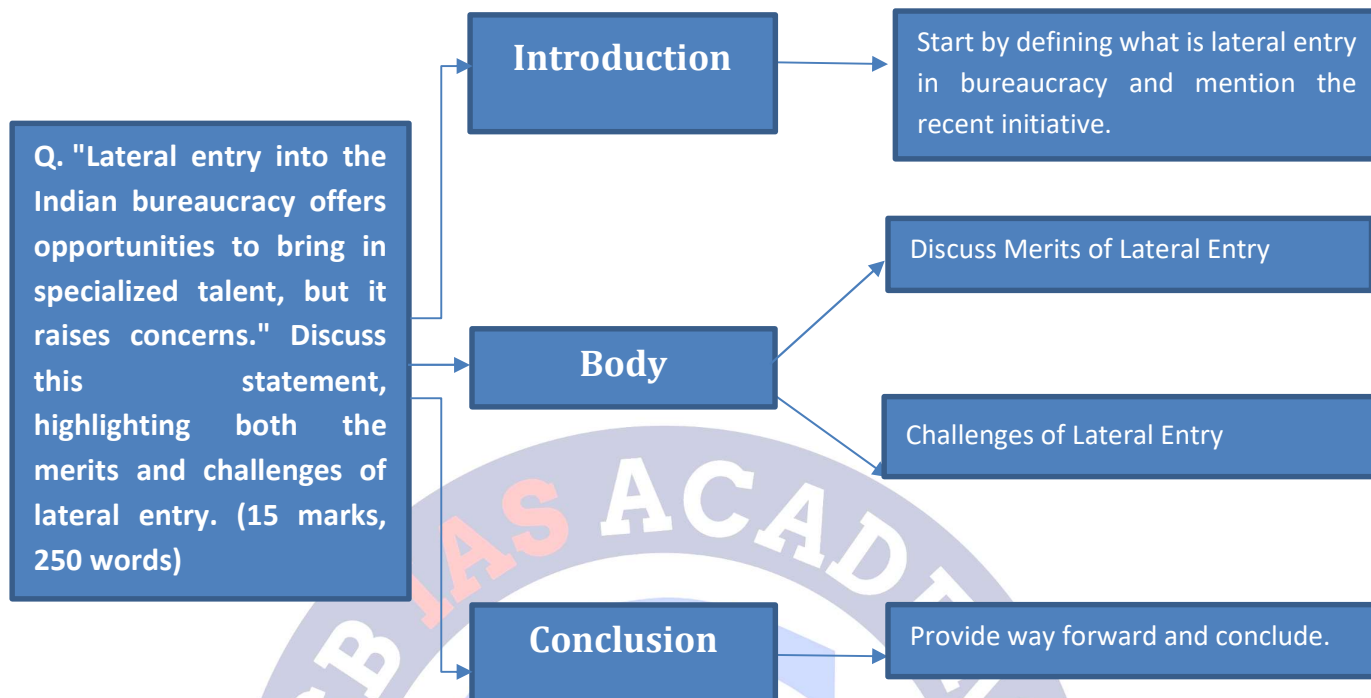 Q. "Lateral entry into the
Indian bureaucracy offers
opportunities to bring in
specialized talent, but it
raises concerns." Discuss
this statement,
highlighting both the
merits and challenges of
lateral entry. (15 marks,
250 words)
Introduction
Start by defining what is lateral entry
in bureaucracy and mention the
recent initiative.
Body
Discuss Merits of Lateral Entry
Challenges of Lateral Entry
Conclusion
Provide way forward and conclude.
IAS